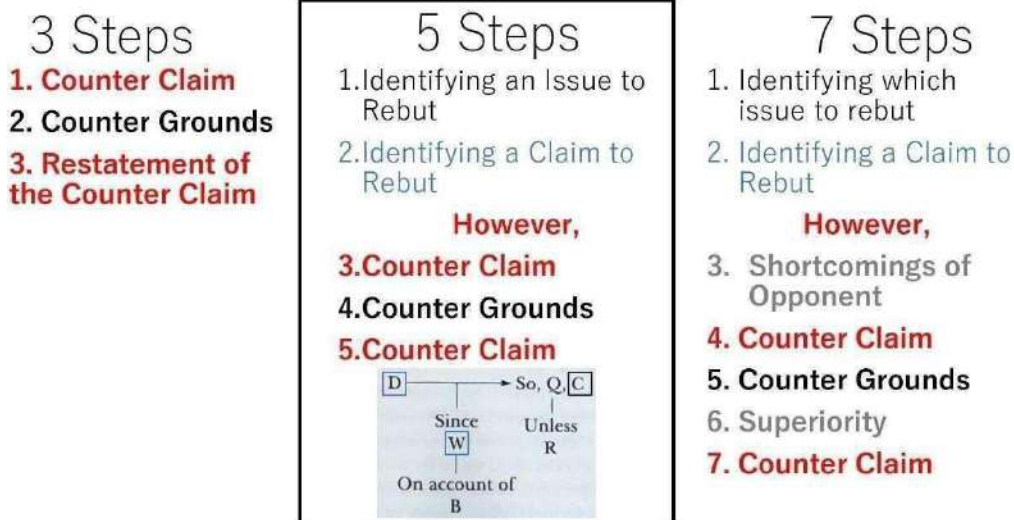 3 Steps
1. Counter Claim
2. Counter Grounds
3. Restatement of
the Counter Claim
5 Steps
1.Identifying an Issue to
Rebut
2.Identifying a Claim to
Rebut
However,
3.Counter Claim
4.Counter Grounds
5.Counter Claim
D So, Q, C
Since
W
Unless
R
On account of
B
7 Steps
1. Identifying which
issue to rebut
2. Identifying a Claim to
Rebut
However,
3. Shortcomings of
Opponent
4. Counter Claim
5. Counter Grounds
6. Superiority
7. Counter Claim